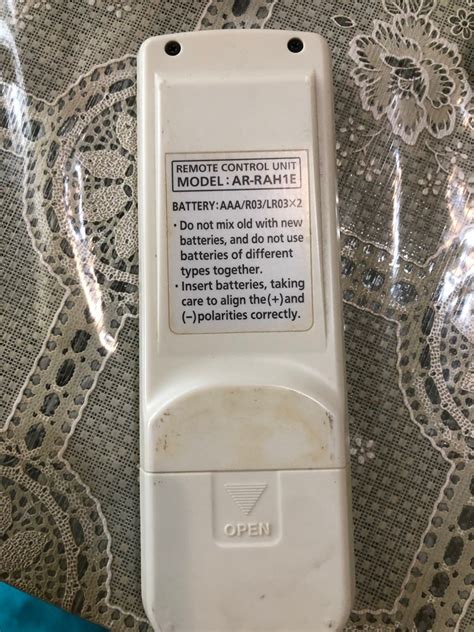 REMOTE CONTROL UNIT
MODEL: AR-RAH1E
BATTERY:AAA/R03/LR03×2
• Do not mix old with new
batteries, and do not use
batteries of different
types together.
• Insert batteries, taking
care to align the(+)and
(−)polarities correctly.
OPEN